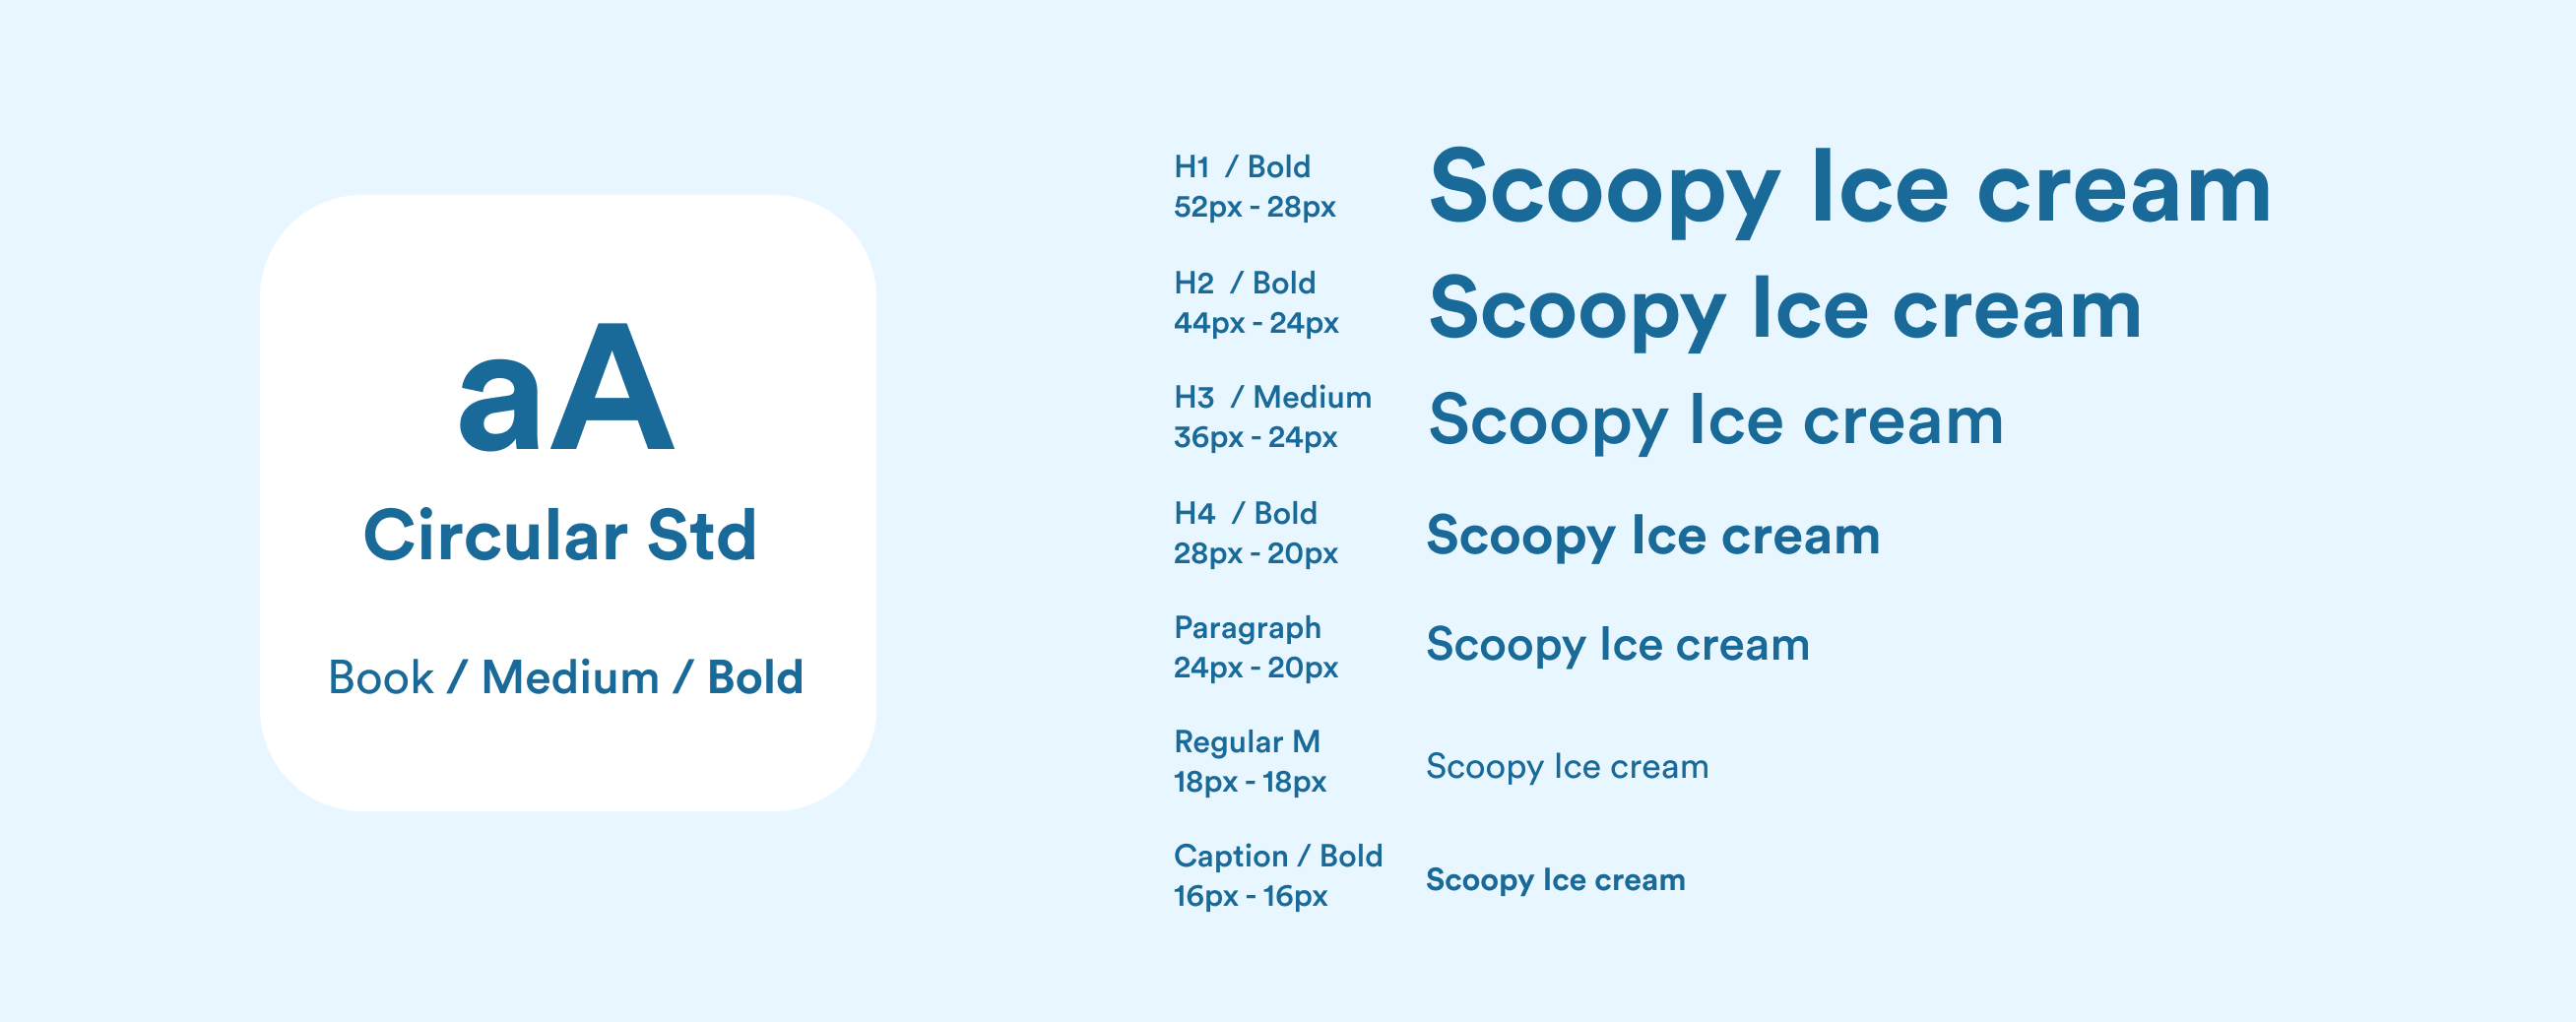 aA
Circular Std
Book / Medium / Bold
H1 / Bold
52px - 28px
Scoopy Ice cream
H2 / Bold
44px - 24px
Scoopy Ice cream
H3 / Medium
36px - 24px
Scoopy Ice cream
H4 / Bold
28px - 20px
Scoopy Ice cream
Paragraph
24px - 20px
Scoopy Ice cream
Regular M
18px - 18px
Scoopy Ice cream
Caption / Bold
16px - 16px
Scoopy Ice cream